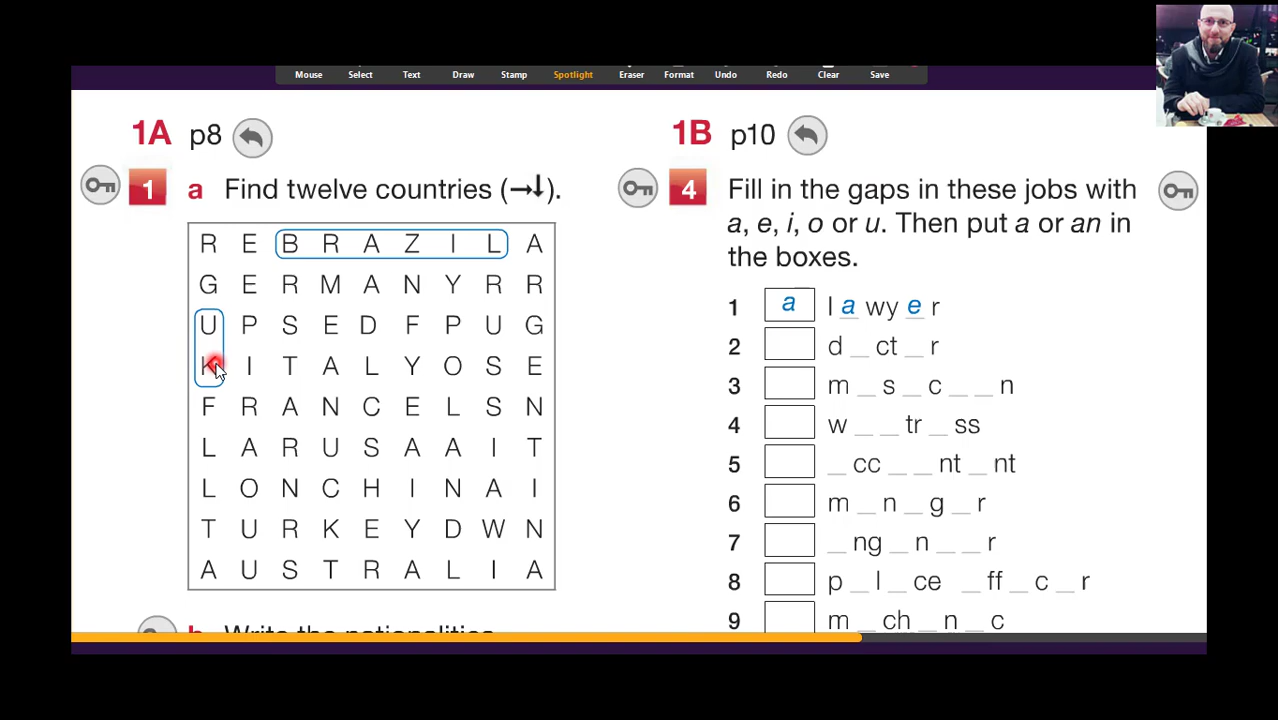 Mouse Select Text Draw Stamp Spotlight Eraser Format Undo Redo Clear Save
1A p8
1 a Find twelve countries (→↓).
R E B R A Z I L A
G E R M A N Y R R
U P S E D F P U G
K I T A L Y O S E
F R A N C E L S N
L A R U S A A I T
L O N C H I N A I
T U R K E Y D W N
A U S T R A L I A
b Write the nationalities
1B p10
4 Fill in the gaps in these jobs with
a, e, i, o or u. Then put a or an in
the boxes.
1 a l a wy e r
2 d _ ct _ r
3 m _ s _ c _ _ n
4 w _ _ tr _ ss
5 _ cc _ _ nt _ nt
6 m _ n _ g _ r
7 _ ng _ n _ _ r
8 p _ l _ ce _ ff _ c _ r
9 m _ ch _ n _ c